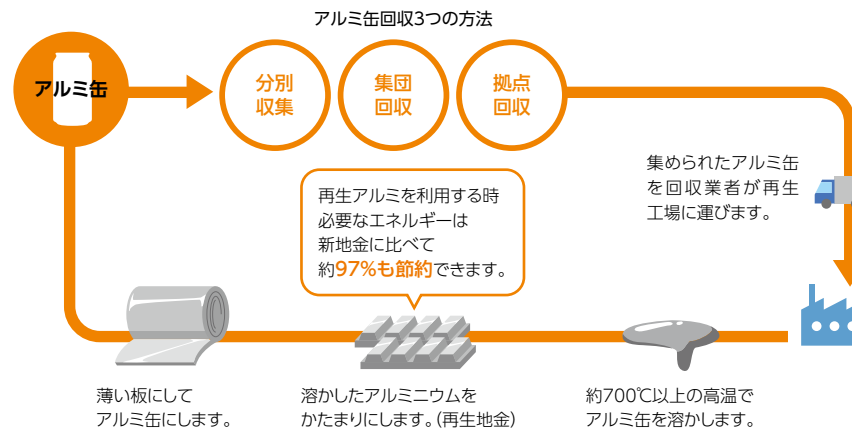 アルミ缶回収3つの方法
アルミ缶
分別
収集
集団
回収
拠点
回収
集められたアルミ缶
を回収業者が再生
工場に運びます。
再生アルミを利用する時
必要なエネルギーは
新地金に比べて
約97%も節約できます。
薄い板にして
アルミ缶にします。
溶かしたアルミニウムを
かたまりにします。(再生地金)
約700℃以上の高温で
アルミ缶を溶かします。